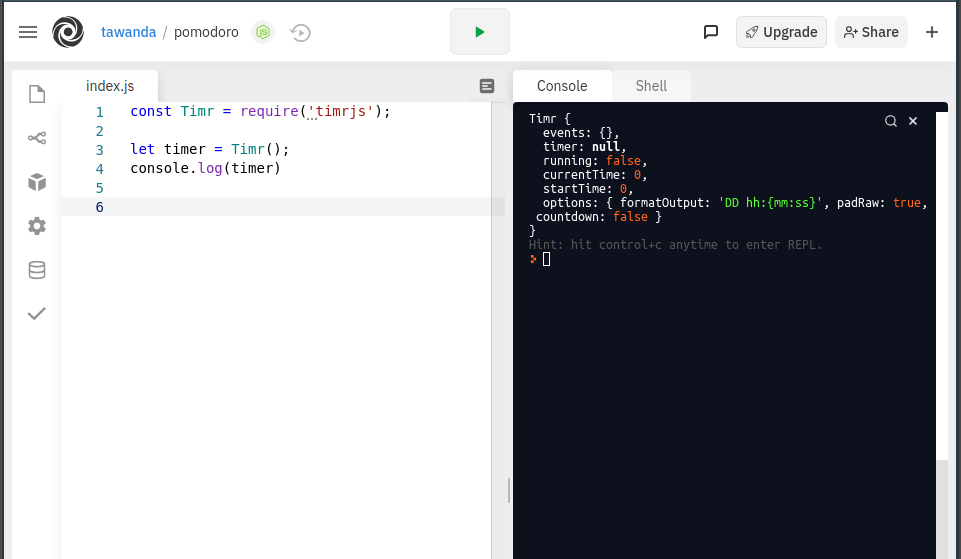 tawanda / pomodoro
Upgrade
Share
index.js
1 const Timr = require('timrjs');
2
3 let timer = Timr();
4 console.log(timer)
5
6
Console
Shell
Timr {
events: {},
timer: null,
running: false,
currentTime: 0,
startTime: 0,
options: { formatOutput: 'DD hh:{mm:ss}', padRaw: true,
countdown: false }
}
Hint: hit control+c anytime to enter REPL.